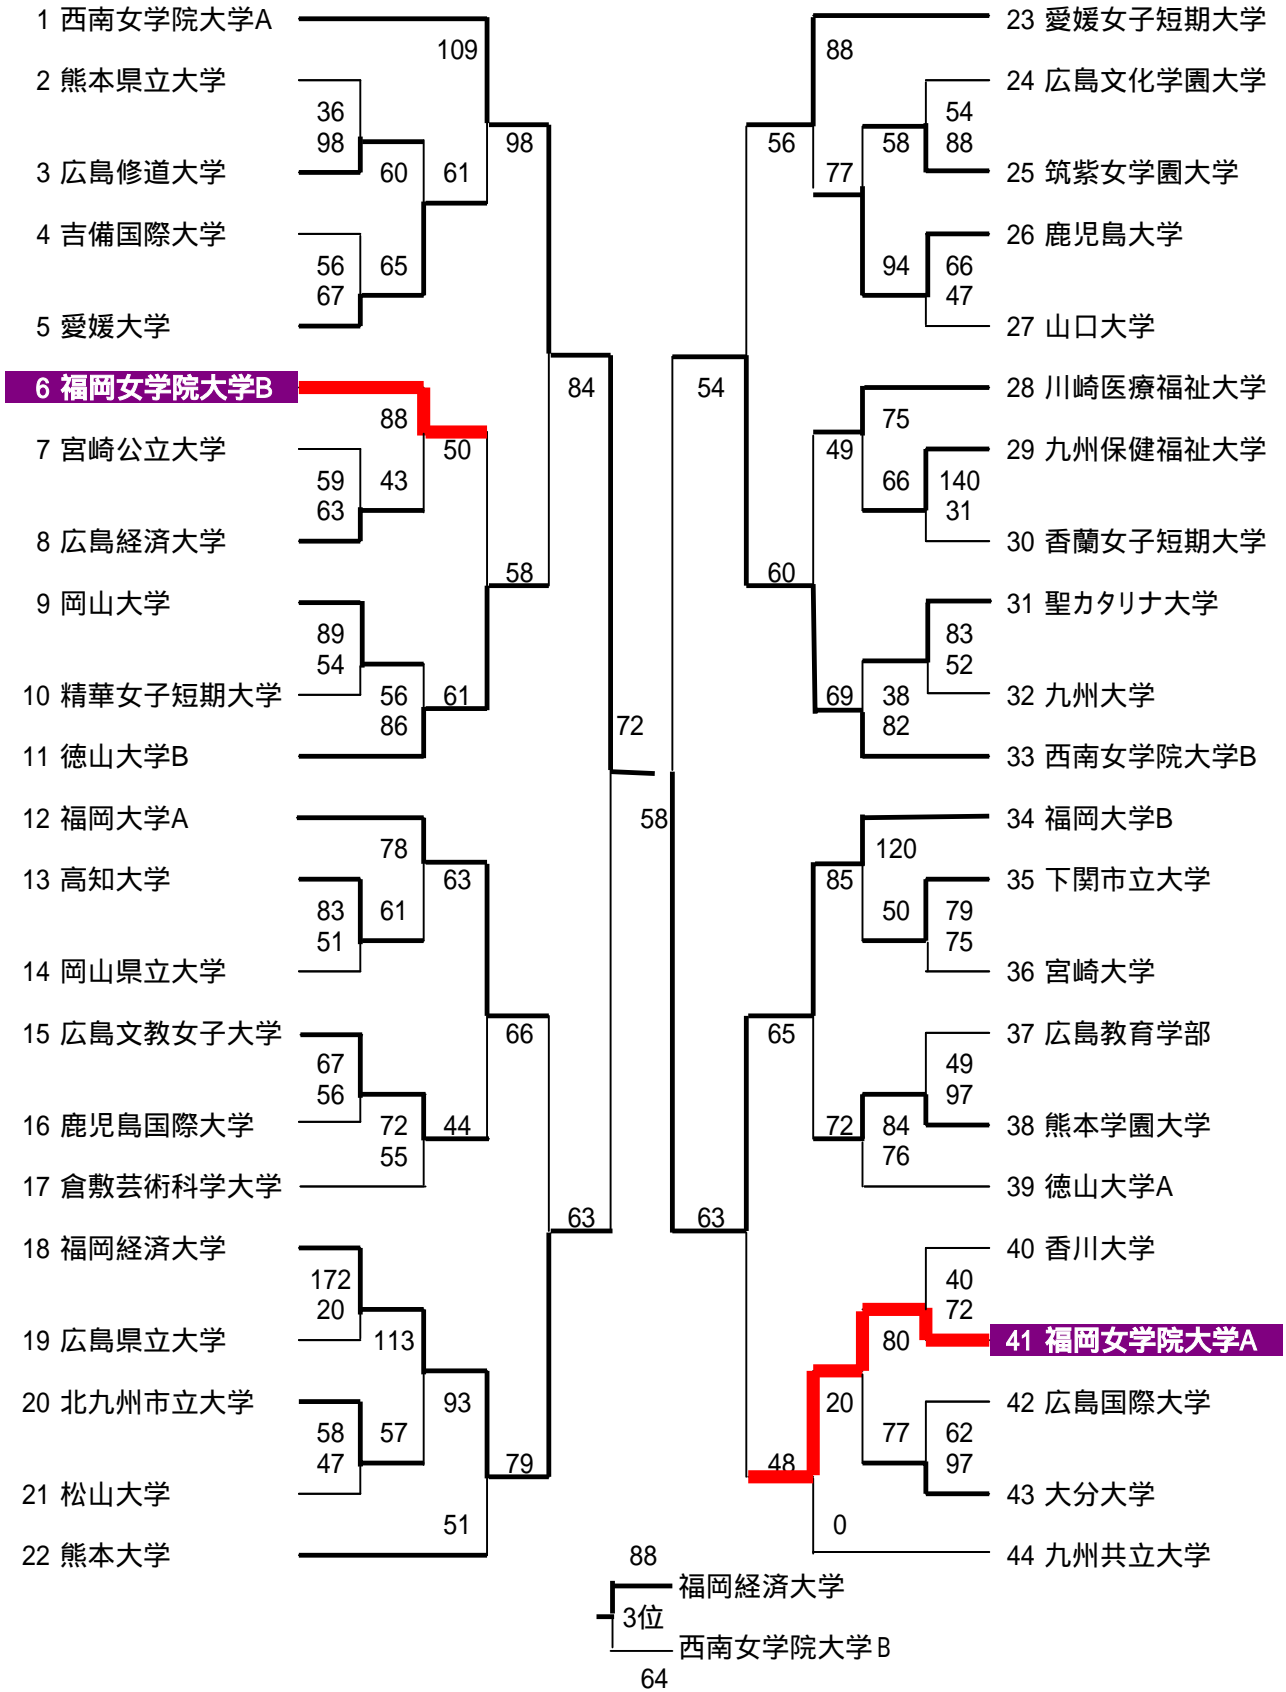 1 西南女学院大学A
109
2 熊本県立大学
36
98
60
61
98
3 広島修道大学
4 吉備国際大学
56
67
65
5 愛媛大学
84
6 福岡女学院大学B
88
50
7 宮崎公立大学
59
63
43
8 広島経済大学
58
9 岡山大学
89
54
10 精華女子短期大学
56
86
61
11 徳山大学B
72
12 福岡大学A
78
63
13 高知大学
83
51
61
14 岡山県立大学
15 広島文教女子大学
67
56
66
16 鹿児島国際大学
72
55
44
17 倉敷芸術科学大学
63
18 福岡経済大学
172
20
19 広島県立大学
113
93
20 北九州市立大学
58
47
57
79
21 松山大学
51
22 熊本大学
23 愛媛女子短期大学
88
24 広島文化学園大学
54
88
58
56
77
25 筑紫女学園大学
26 鹿児島大学
94
66
47
27 山口大学
54
28 川崎医療福祉大学
75
49
29 九州保健福祉大学
66
140
31
30 香蘭女子短期大学
60
31 聖カタリナ大学
83
52
32 九州大学
69
38
82
33 西南女学院大学B
58
34 福岡大学B
120
85
35 下関市立大学
50
79
75
36 宮崎大学
65
37 広島教育学部
49
97
38 熊本学園大学
72
84
76
39 徳山大学A
63
40 香川大学
40
72
80
41 福岡女学院大学A
20
42 広島国際大学
77
62
97
48
43 大分大学
0
44 九州共立大学
88
福岡経済大学
3位
西南女学院大学B
64